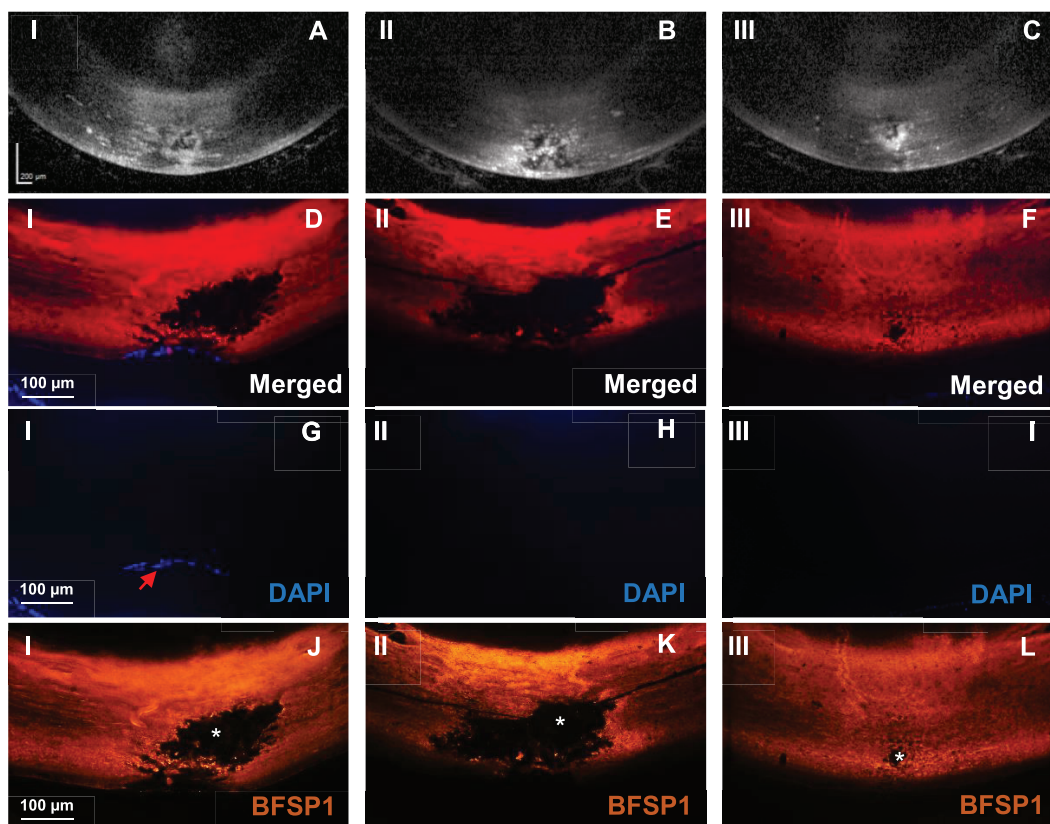 I A
II B
III C
200 µm
I D
II E
III F
100 µm
Merged
Merged
Merged
I G
II H
III I
100 µm
DAPI
DAPI
DAPI
I J
II K
III L
*
*
*
100 µm
BFSP1
BFSP1
BFSP1